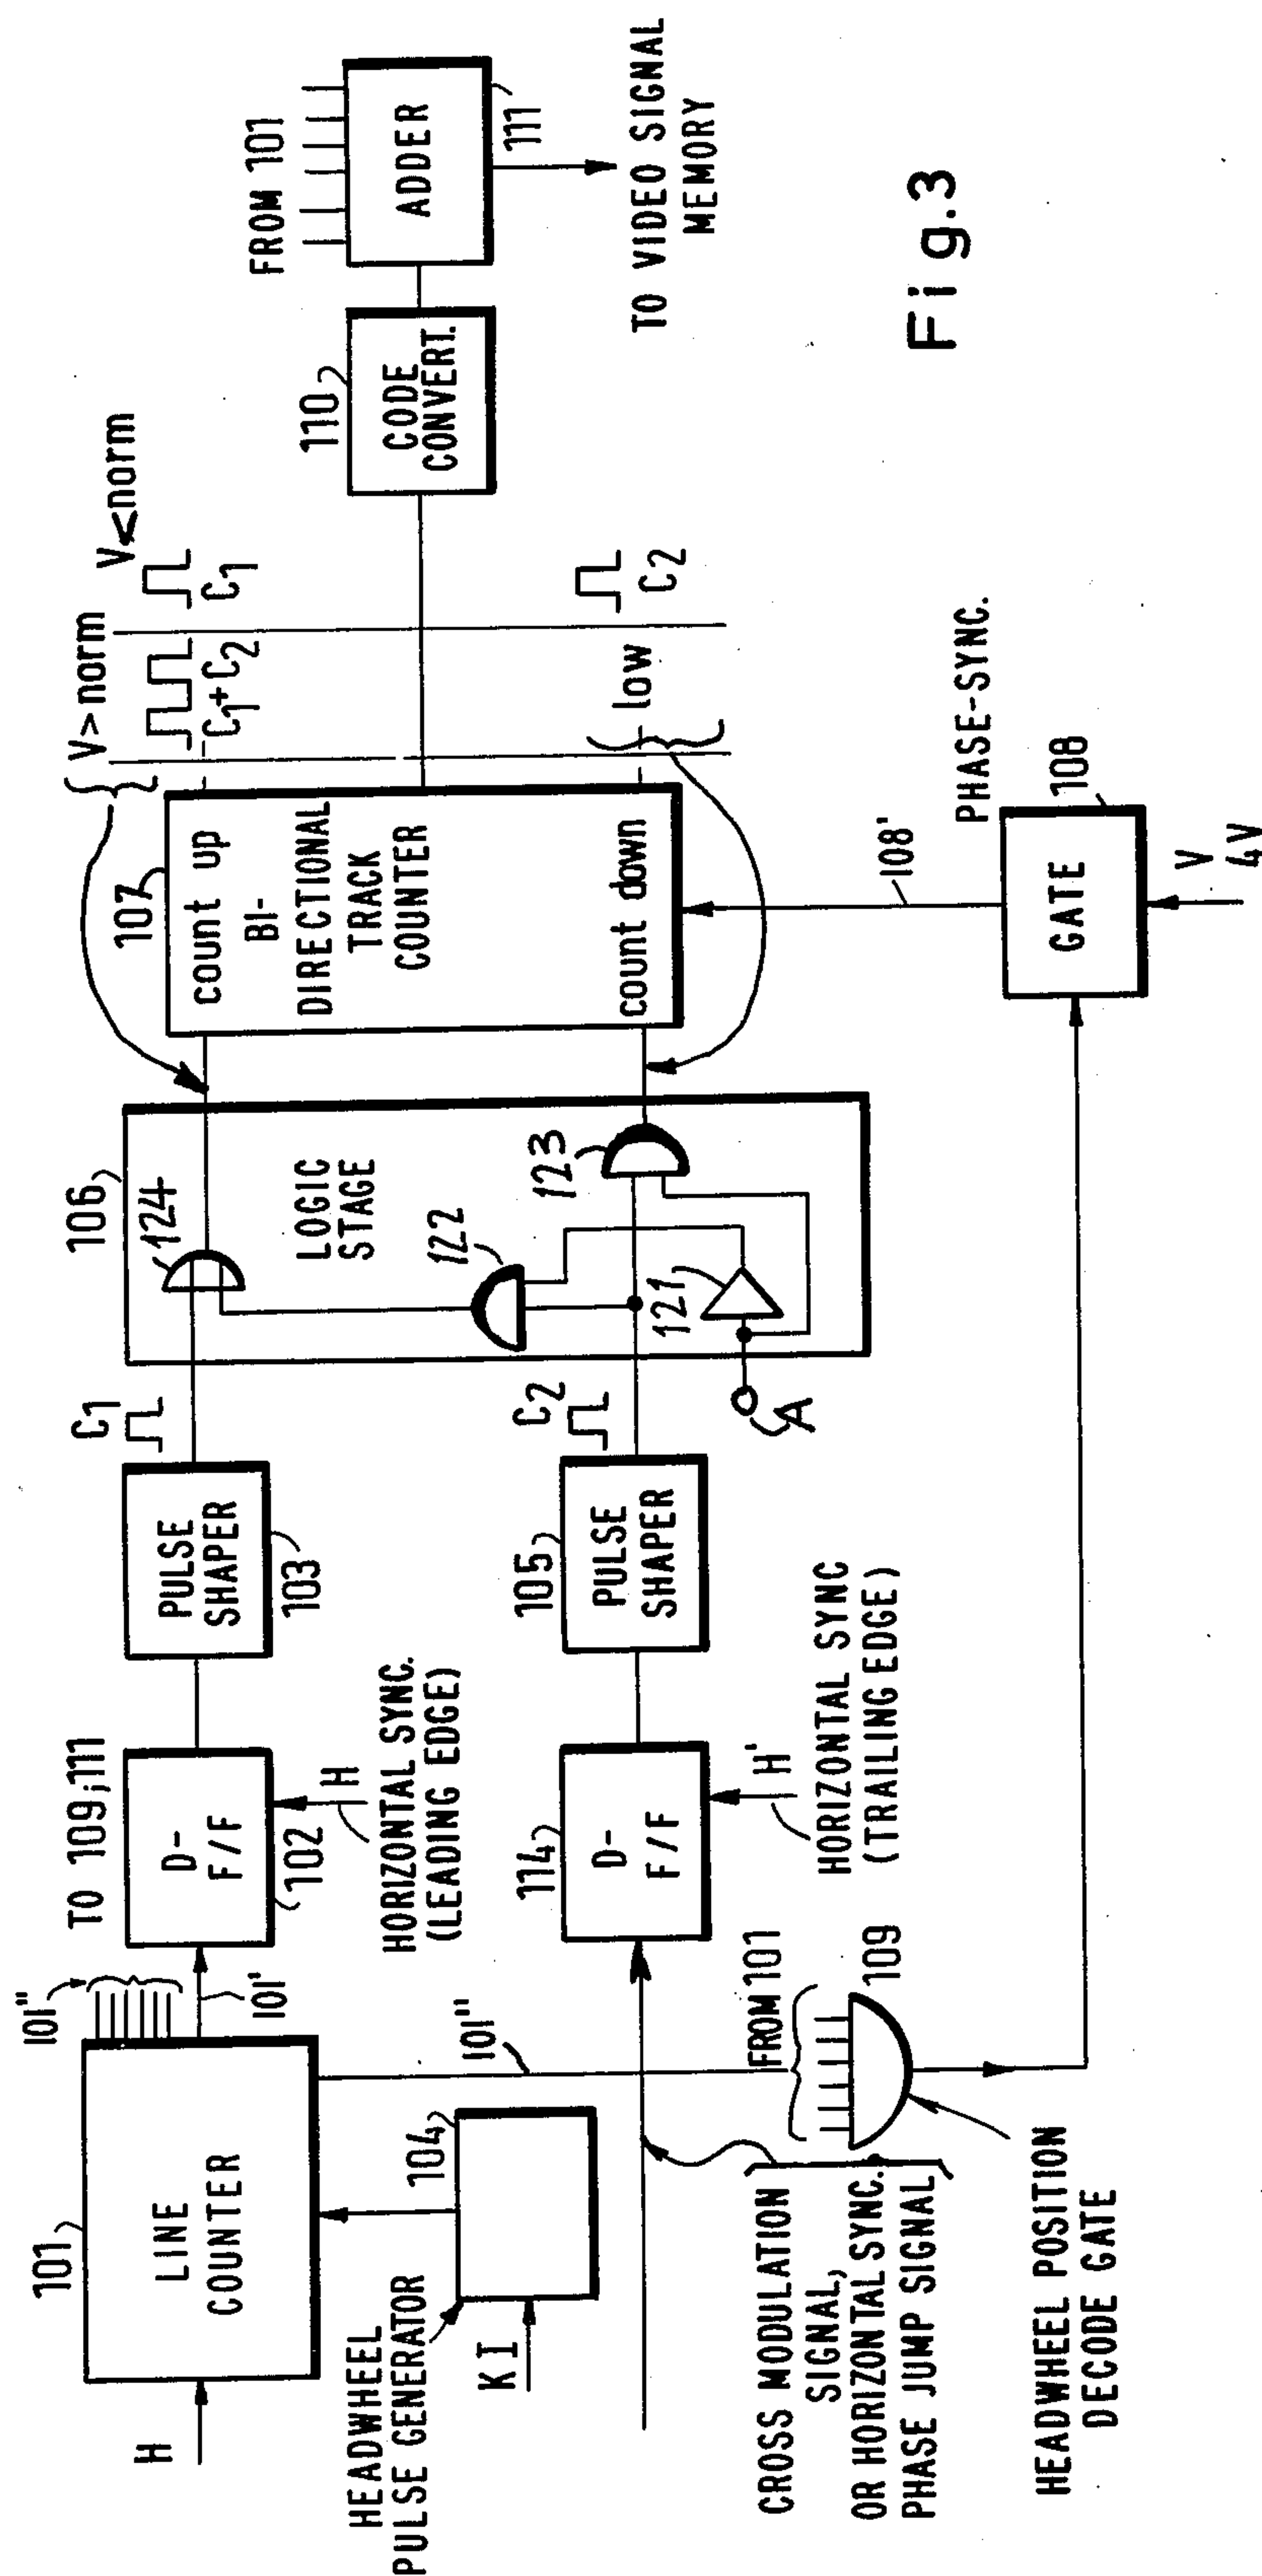 H
101
LINE
COUNTER
101"
TO 109;111
101'
D-
F/F
102
H
HORIZONTAL SYNC.
(LEADING EDGE)
PULSE
SHAPER
103
C1
HEADWHEEL
PULSE GENERATOR
KI
104
101"
CROSS MODULATION
SIGNAL,
OR HORIZONTAL SYNC.
PHASE JUMP SIGNAL
114
D-
F/F
H'
HORIZONTAL SYNC
(TRAILING EDGE)
105
PULSE
SHAPER
C2
A
106
124
LOGIC
STAGE
122
123
121
107
count up
BI-
DIRECTIONAL
TRACK
COUNTER
count down
V>norm
C1+C2
low
V≤norm
C1
C2
110
CODE
CONVERT.
FROM 101
ADDER
111
TO VIDEO SIGNAL
MEMORY
FROM 101
109
HEADWHEEL POSITION
DECODE GATE
108'
PHASE-SYNC.
GATE
108
V
4V
Fig.3